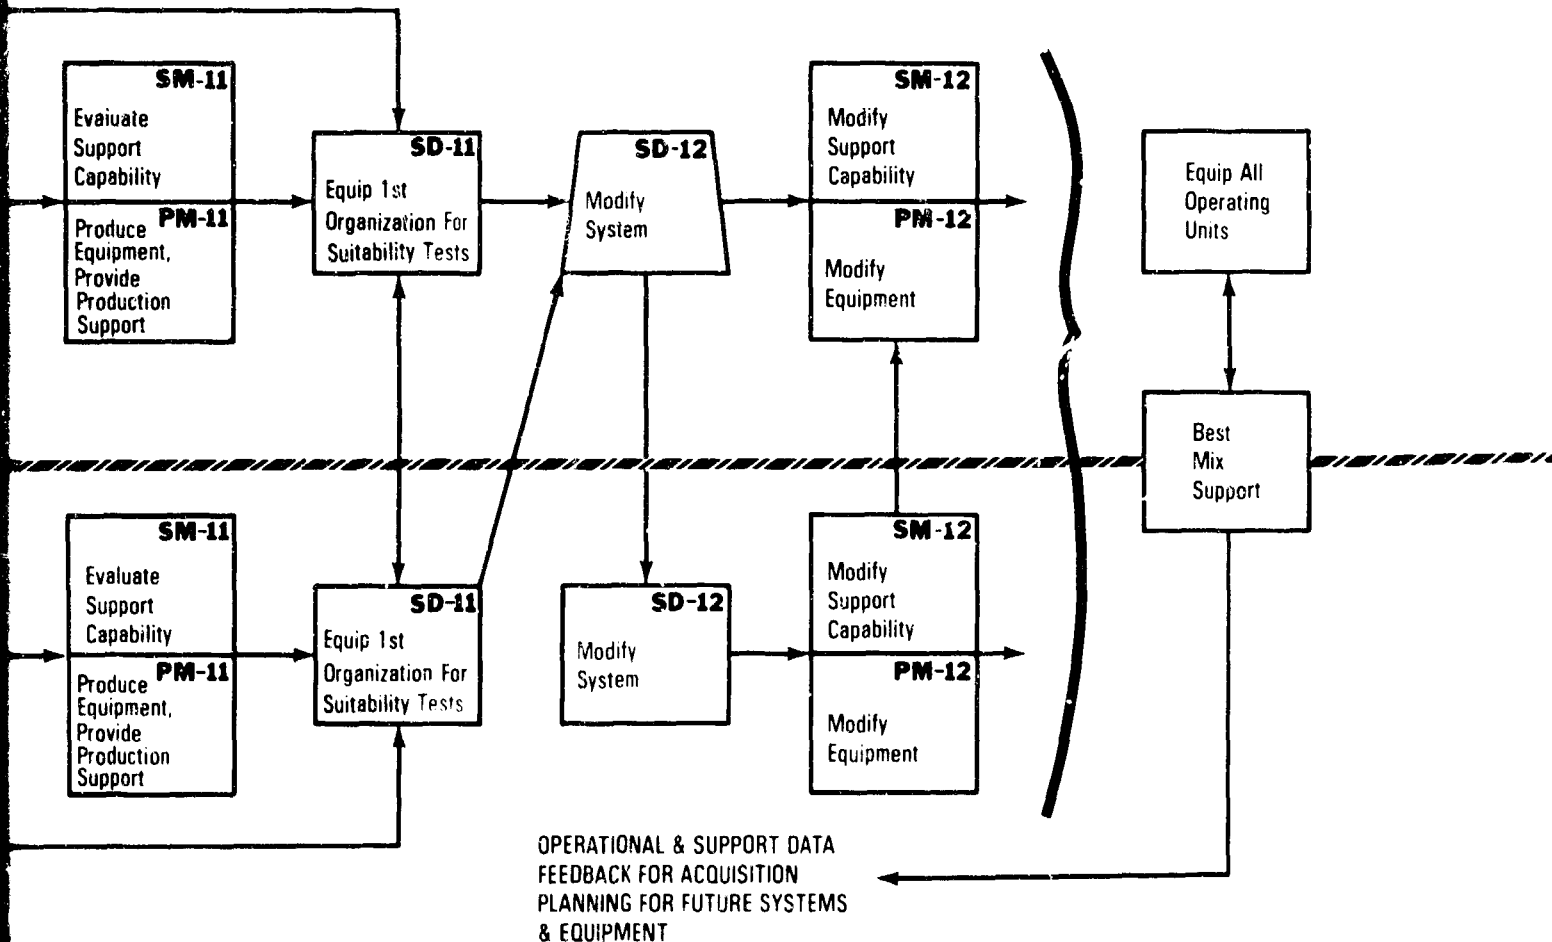 SM-11
Evaluate
Support
Capability
PM-11
Produce
Equipment,
Provide
Production
Support
SD-11
Equip 1st
Organization For
Suitability Tests
SD-12
Modify
System
SM-12
Modify
Support
Capability
PM-12
Modify
Equipment
Equip All
Operating
Units
Best
Mix
Support
SM-11
Evaluate
Support
Capability
PM-11
Produce
Equipment,
Provide
Production
Support
SD-11
Equip 1st
Organization For
Suitability Tests
SD-12
Modify
System
SM-12
Modify
Support
Capability
PM-12
Modify
Equipment
OPERATIONAL & SUPPORT DATA
FEEDBACK FOR ACQUISITION
PLANNING FOR FUTURE SYSTEMS
& EQUIPMENT